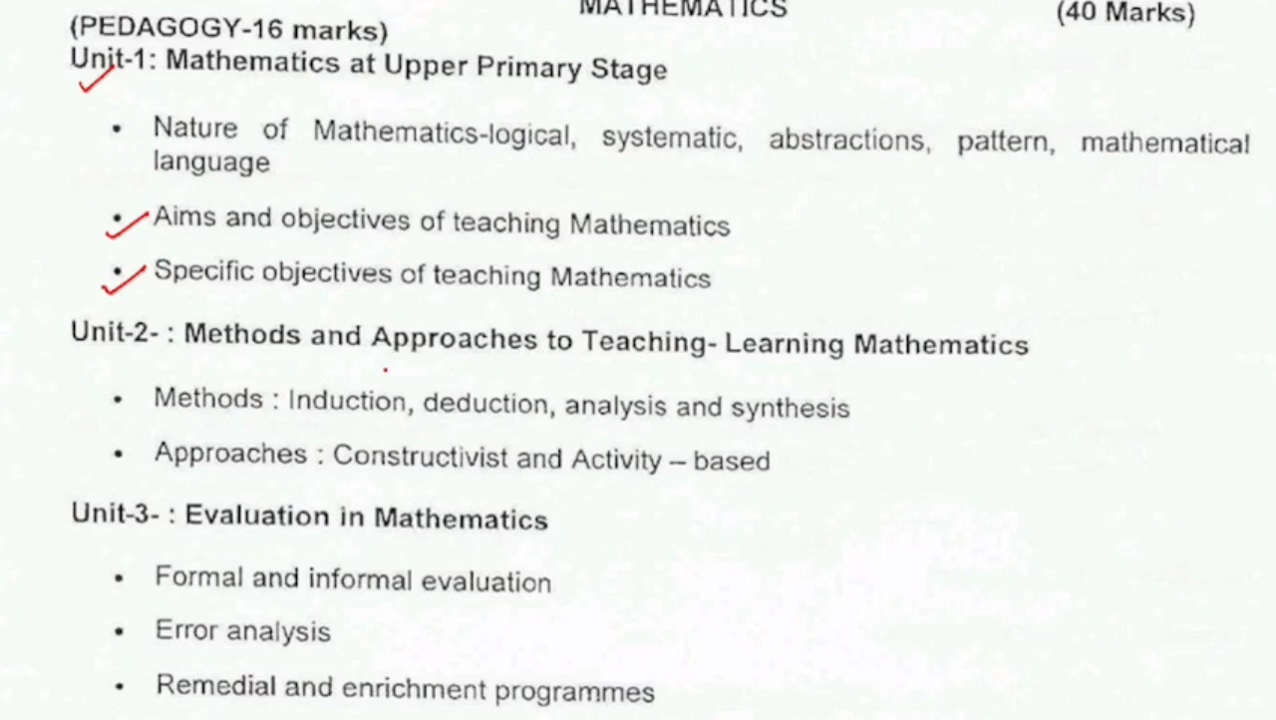 MATHEMATICS (40 Marks)
(PEDAGOGY-16 marks)
Unit-1: Mathematics at Upper Primary Stage
• Nature of Mathematics-logical, systematic, abstractions, pattern, mathematical
language
• Aims and objectives of teaching Mathematics
• Specific objectives of teaching Mathematics
Unit-2- : Methods and Approaches to Teaching- Learning Mathematics
• Methods : Induction, deduction, analysis and synthesis
• Approaches : Constructivist and Activity – based
Unit-3- : Evaluation in Mathematics
• Formal and informal evaluation
• Error analysis
• Remedial and enrichment programmes